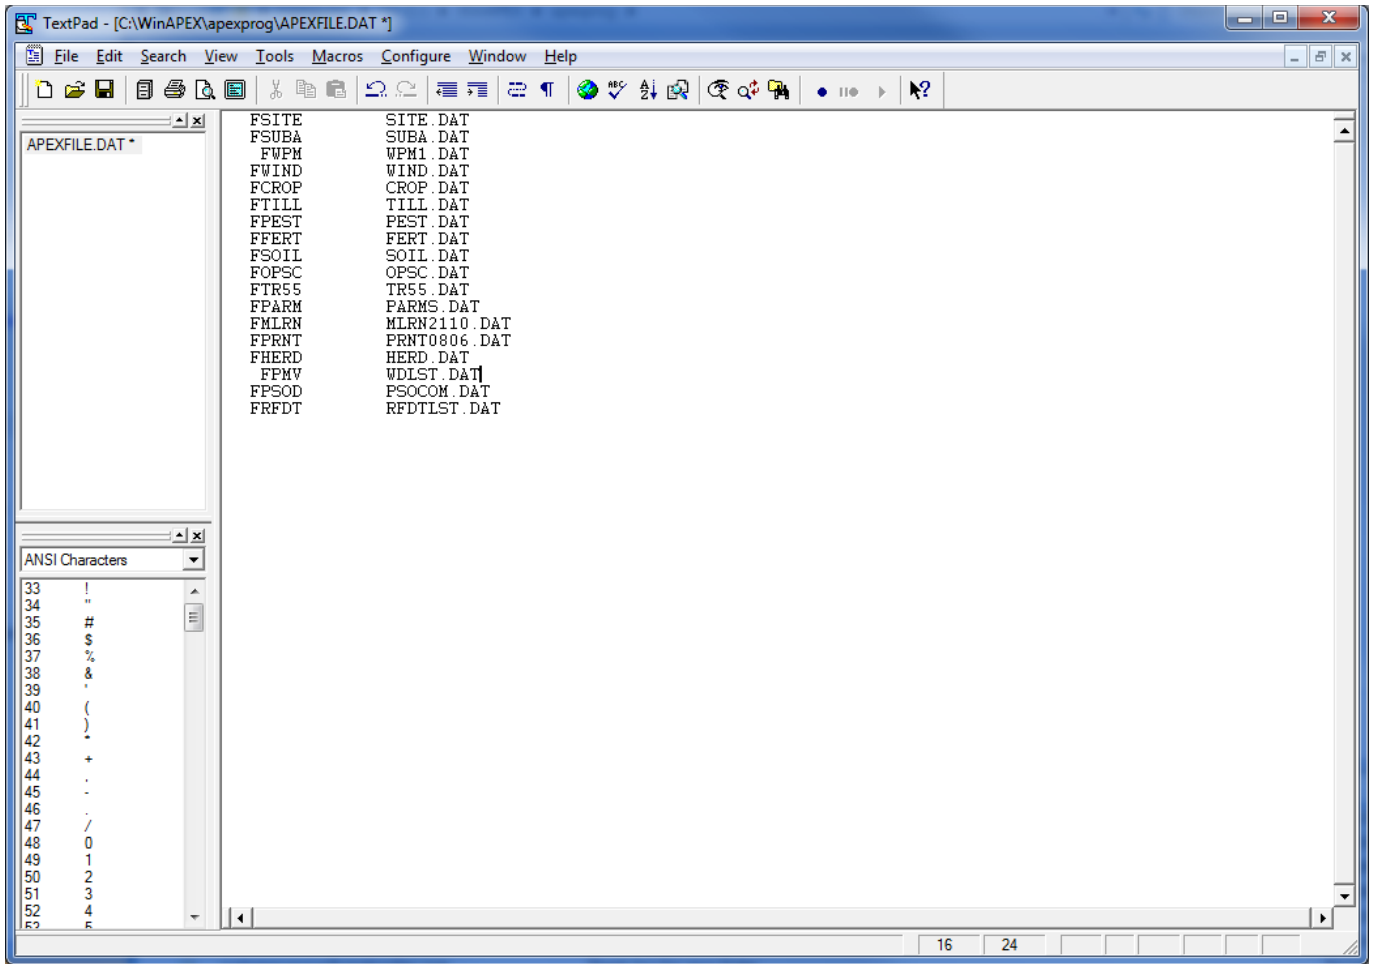 TextPad - [C:\WinAPEX\apexprog\APEXFILE.DAT *]
File Edit Search View Tools Macros Configure Window Help
APEXFILE.DAT *
FSITE SITE.DAT
FSUBA SUBA.DAT
FWPM WPM1.DAT
FWIND WIND.DAT
FCROP CROP.DAT
FTILL TILL.DAT
FPEST PEST.DAT
FFERT FERT.DAT
FSOIL SOIL.DAT
FOPSC OPSC.DAT
FTR55 TR55.DAT
FPARM PARMS.DAT
FMLRN MLRN2110.DAT
FPRNT PRNT0806.DAT
FHERD HERD.DAT
FPMV WDLST.DAT
FPSOD PSOCOM.DAT
FRFDT RFDTLST.DAT
ANSI Characters
33 !
34 "
35 #
36 $
37 %
38 &
39 '
40 (
41 )
42 *
43 +
44 ,
45 -
46 .
47 /
48 0
49 1
50 2
51 3
52 4
53 5
16 24